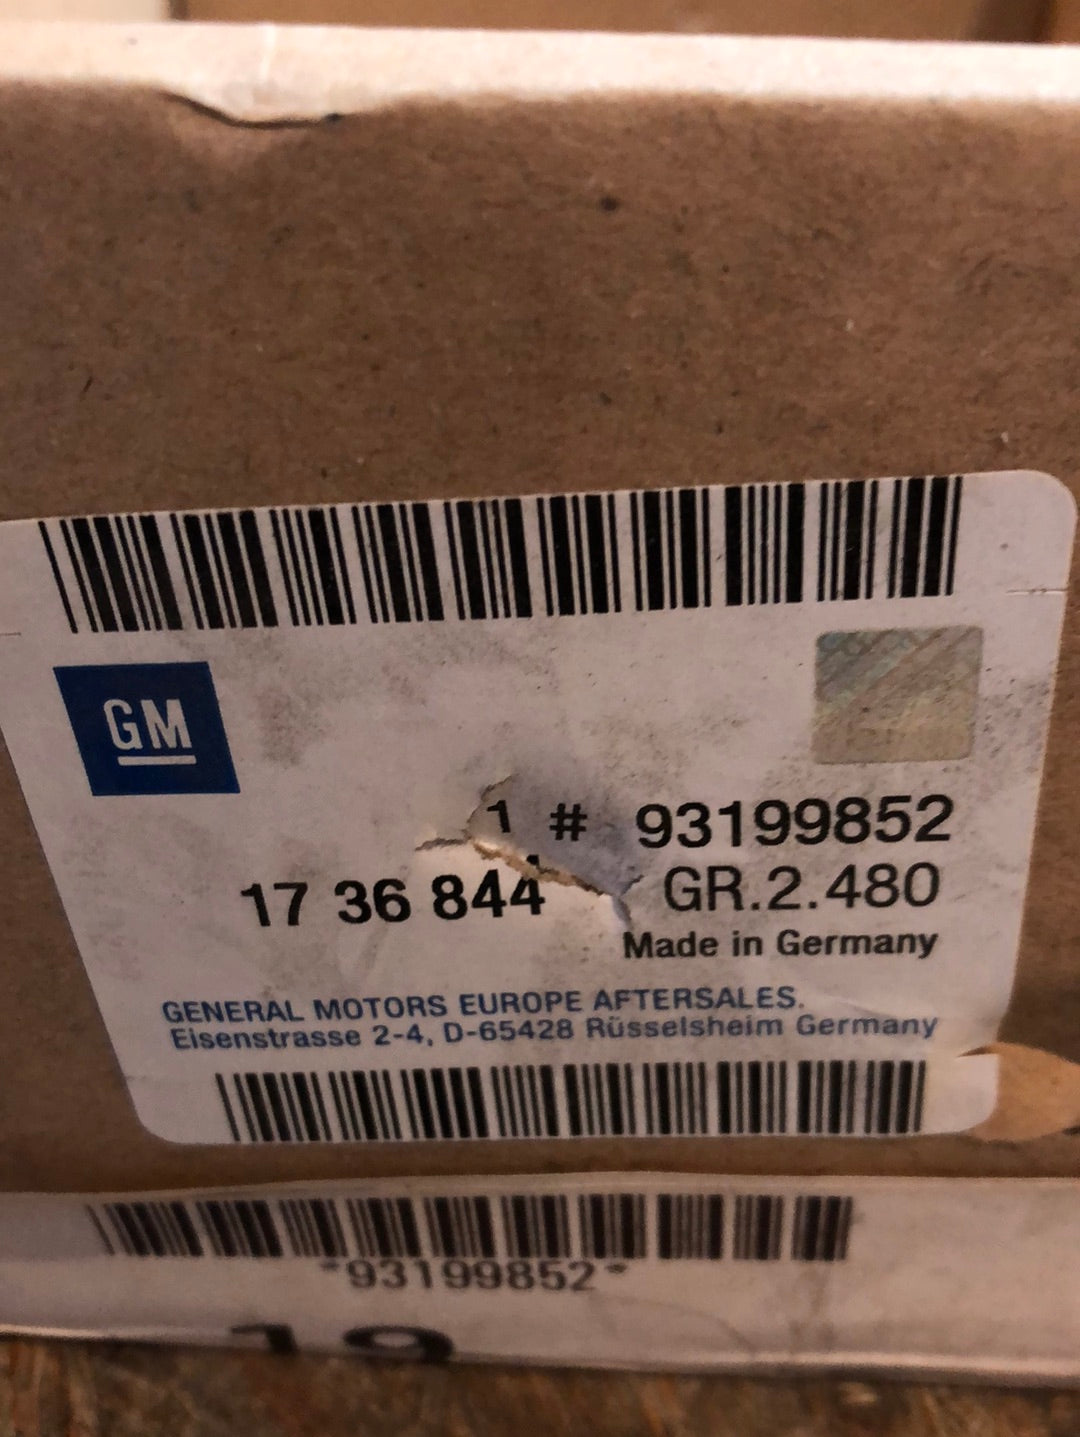 GM
1 # 93199852
17 36 844 GR.2.480
Made in Germany
GENERAL MOTORS EUROPE AFTERSALES.
Eisenstrasse 2-4, D-65428 Rüsselsheim Germany
*93199852*